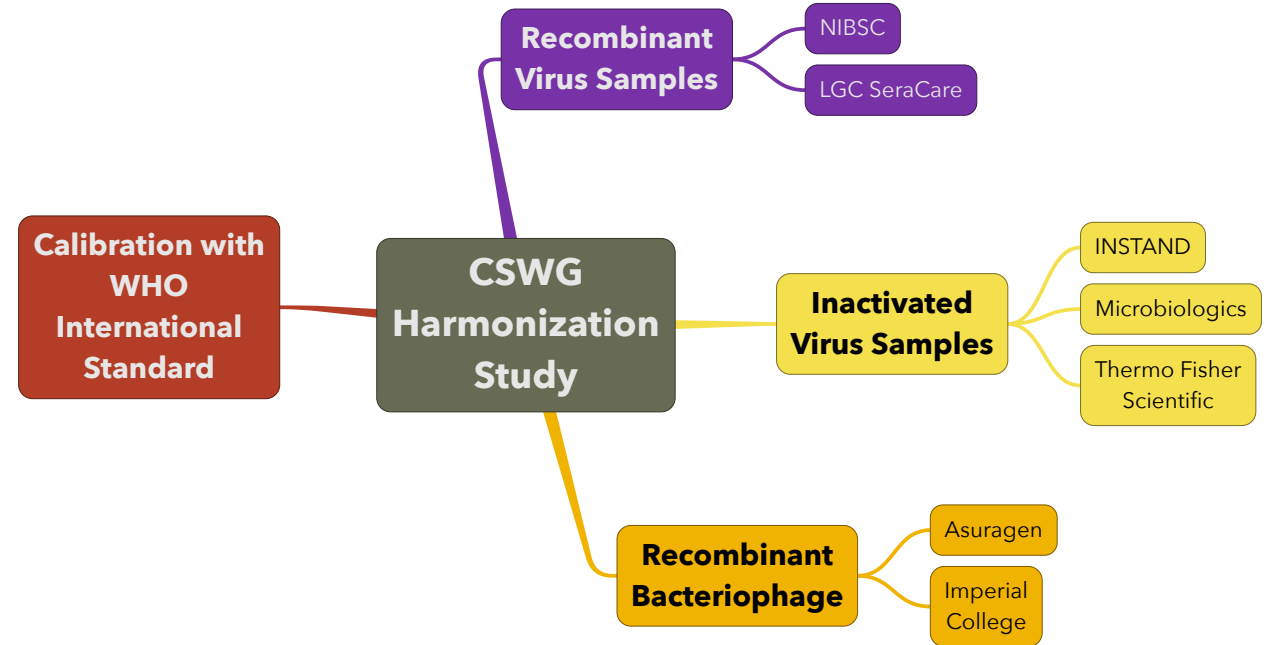 Recombinant
Virus Samples
NIBSC
LGC SeraCare
Calibration with
WHO
International
Standard
CSWG
Harmonization
Study
Inactivated
Virus Samples
INSTAND
Microbiologics
Thermo Fisher
Scientific
Recombinant
Bacteriophage
Asuragen
Imperial
College